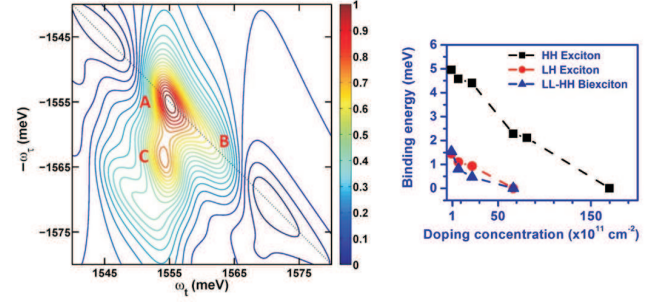 1
0.9
0.8
0.7
0.6
0.5
0.4
0.3
0.2
0.1
0
−1540
−1555
−1565
−1575
−ωτ (meV)
A
B
C
1545 1555 1565 1575
ωt (meV)
HH Exciton
LH Exciton
LL-HH Biexciton
Binding energy (meV)
6
5
4
3
2
1
0
1 50 150
Doping concentration (x10¹¹ cm⁻²)